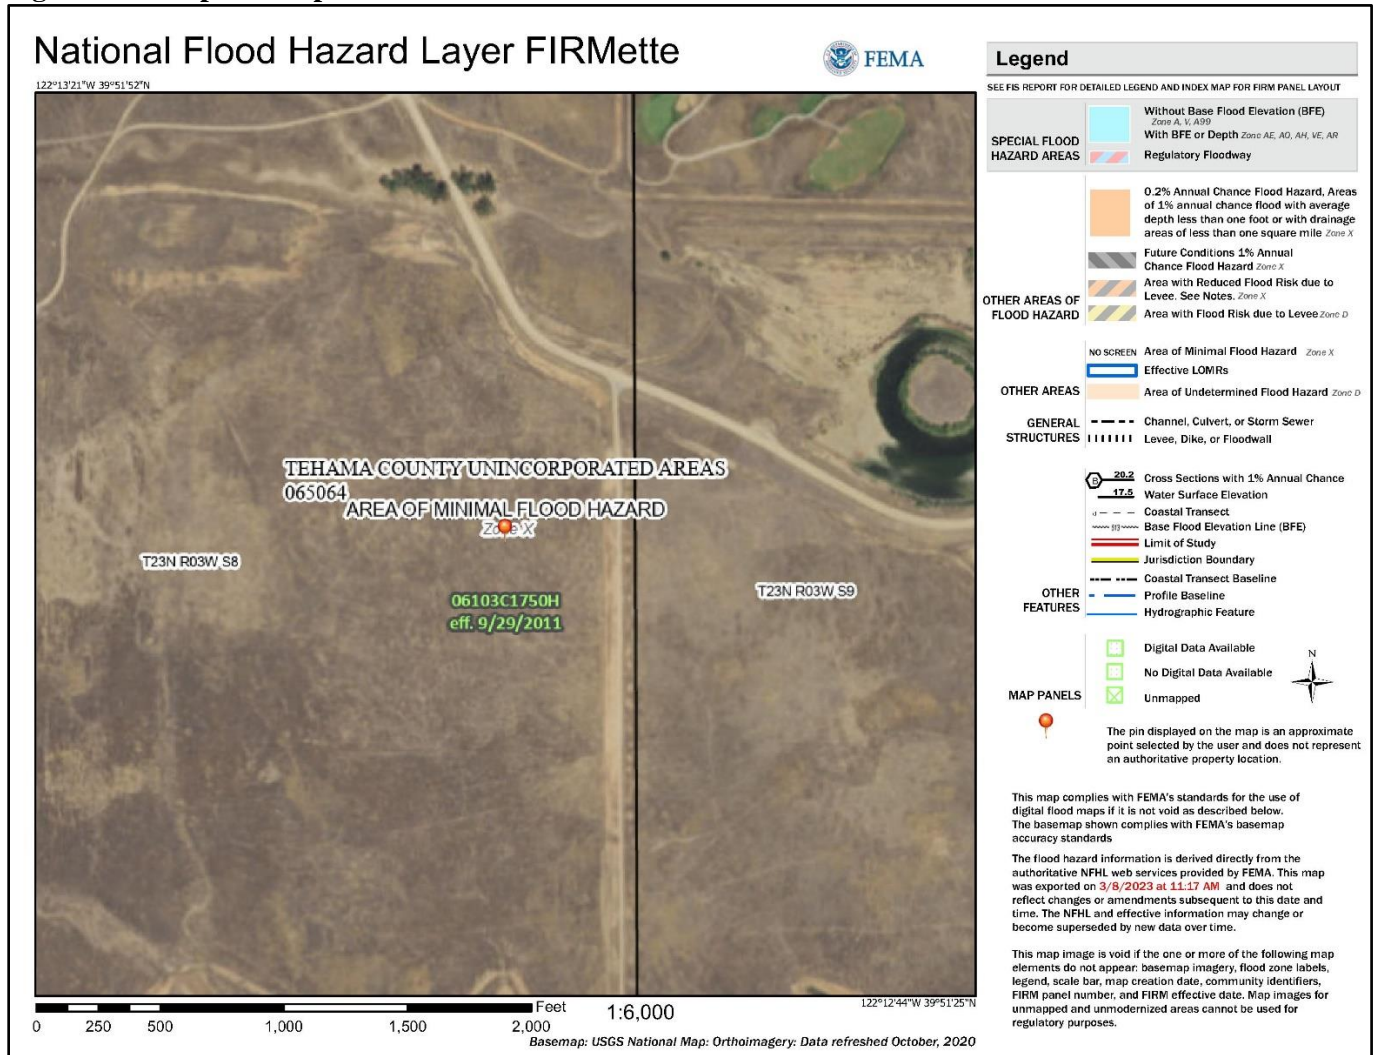 National Flood Hazard Layer FIRMette
FEMA
122°13'21"W 39°51'52"N
TEHAMA COUNTY UNINCORPORATED AREAS
065064
AREA OF MINIMAL FLOOD HAZARD
Zone X
T23N R03W S8
T23N R03W S9
06103C1750H
eff. 9/29/2011
Feet
0 250 500 1,000 1,500 2,000
1:6,000
122°12'44"W 39°51'25"N
Basemap: USGS National Map: Orthoimagery: Data refreshed October, 2020
Legend
SEE FIS REPORT FOR DETAILED LEGEND AND INDEX MAP FOR FIRM PANEL LAYOUT
SPECIAL FLOOD
HAZARD AREAS
Without Base Flood Elevation (BFE)
Zone A, V, A99
With BFE or Depth Zone AE, AO, AH, VE, AR
Regulatory Floodway
OTHER AREAS OF
FLOOD HAZARD
0.2% Annual Chance Flood Hazard, Areas
of 1% annual chance flood with average
depth less than one foot or with drainage
areas of less than one square mile Zone X
Future Conditions 1% Annual
Chance Flood Hazard Zone X
Area with Reduced Flood Risk due to
Levee. See Notes. Zone X
Area with Flood Risk due to Levee Zone D
OTHER AREAS
NO SCREEN Area of Minimal Flood Hazard Zone X
Effective LOMRs
Area of Undetermined Flood Hazard Zone D
GENERAL
STRUCTURES
Channel, Culvert, or Storm Sewer
Levee, Dike, or Floodwall
OTHER
FEATURES
B 20.2 Cross Sections with 1% Annual Chance
17.5 Water Surface Elevation
Coastal Transect
513 Base Flood Elevation Line (BFE)
Limit of Study
Jurisdiction Boundary
Coastal Transect Baseline
Profile Baseline
Hydrographic Feature
MAP PANELS
Digital Data Available
No Digital Data Available
Unmapped
N
The pin displayed on the map is an approximate
point selected by the user and does not represent
an authoritative property location.
This map complies with FEMA's standards for the use of
digital flood maps if it is not void as described below.
The basemap shown complies with FEMA's basemap
accuracy standards
The flood hazard information is derived directly from the
authoritative NFHL web services provided by FEMA. This map
was exported on 3/8/2023 at 11:17 AM and does not
reflect changes or amendments subsequent to this date and
time. The NFHL and effective information may change or
become superseded by new data over time.
This map image is void if the one or more of the following map
elements do not appear: basemap imagery, flood zone labels,
legend, scale bar, map creation date, community identifiers,
FIRM panel number, and FIRM effective date. Map images for
unmapped and unmodernized areas cannot be used for
regulatory purposes.